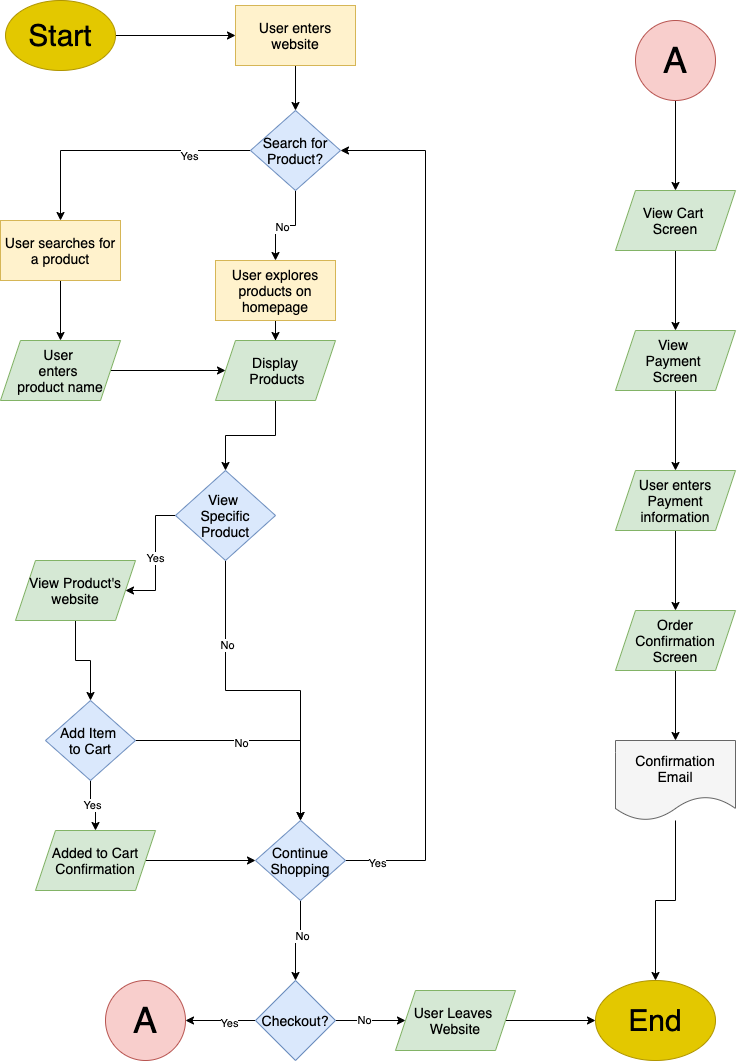 Start
User enters
website
A
Search for
Product?
Yes
No
View Cart
Screen
User searches for
a product
User explores
products on
homepage
User
enters
product name
Display
Products
View
Payment
Screen
View
Specific
Product
User enters
Payment
information
Yes
View Product's
website
No
Order
Confirmation
Screen
Add Item
to Cart
No
Confirmation
Email
Yes
Added to Cart
Confirmation
Continue
Shopping
Yes
No
A
Yes
Checkout?
No
User Leaves
Website
End